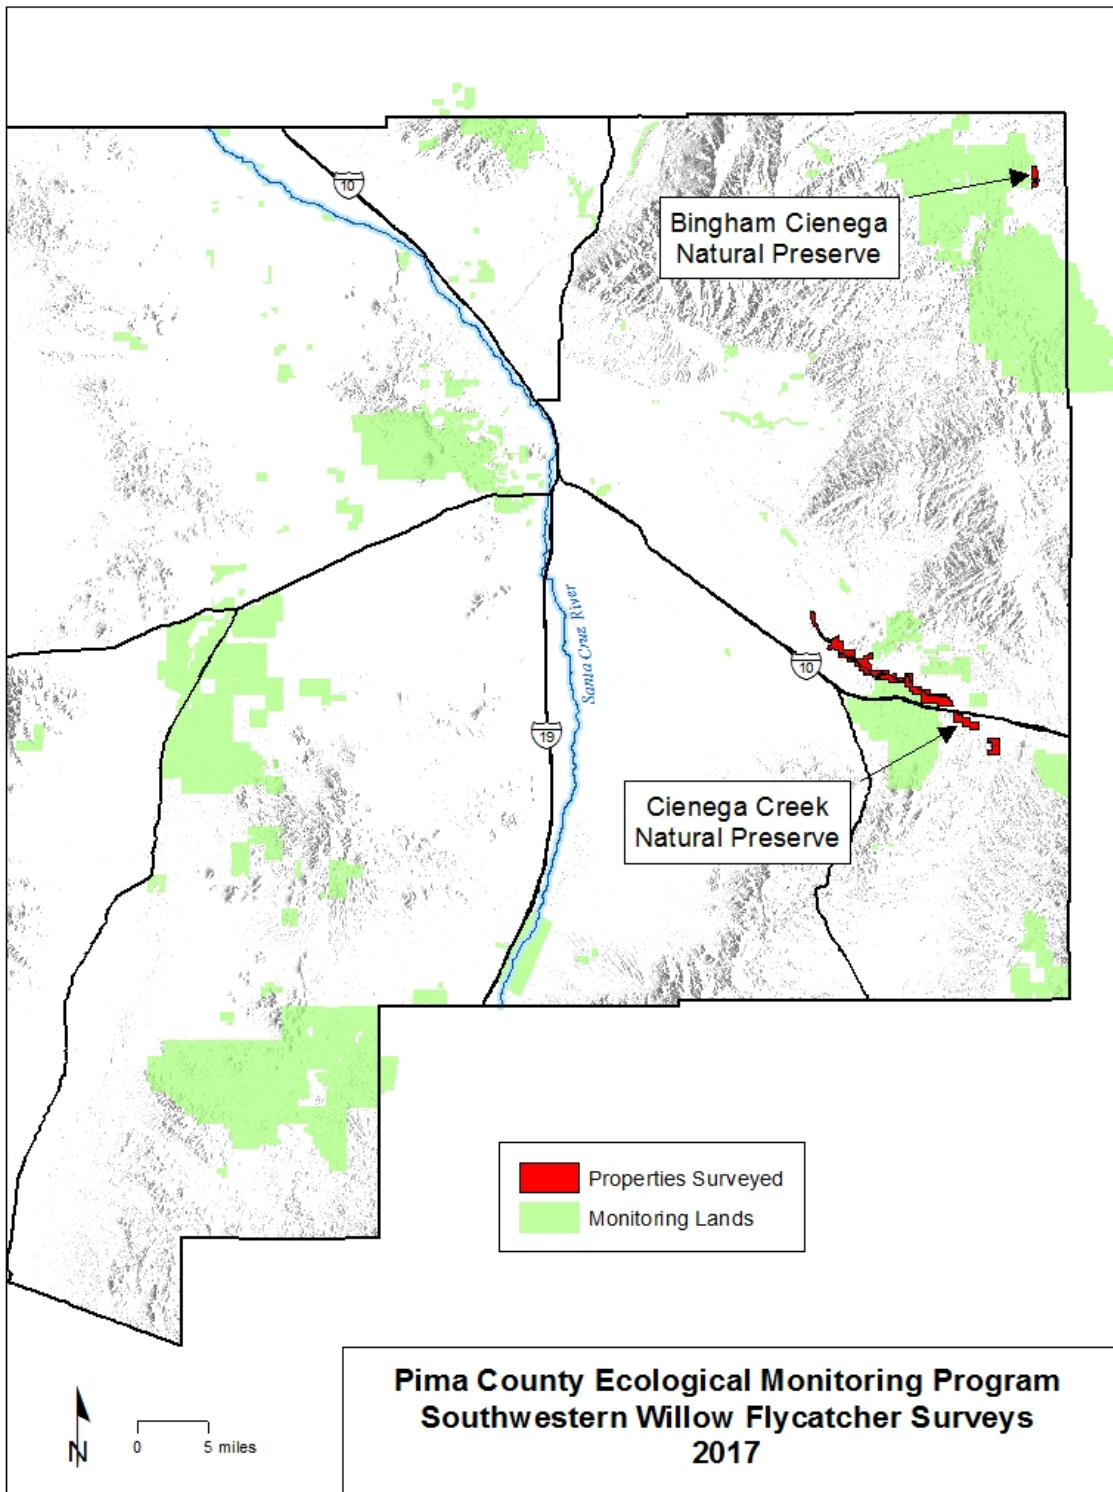 10
Bingham Cienega
Natural Preserve
Santa Cruz River
10
19
Cienega Creek
Natural Preserve
Properties Surveyed
Monitoring Lands
N
0 5 miles
Pima County Ecological Monitoring Program
Southwestern Willow Flycatcher Surveys
2017